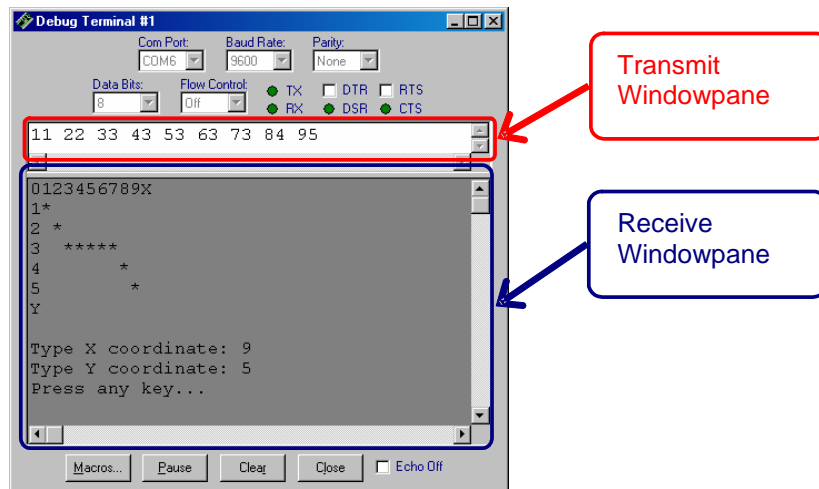 Debug Terminal #1
Com Port: Baud Rate: Parity:
COM6 9600 None
Data Bits: Flow Control: TX DTR RTS
8 Off RX DSR CTS
11 22 33 43 53 63 73 84 95
0123456789X
1*
2 *
3  *****
4       *
5        *
Y
Type X coordinate: 9
Type Y coordinate: 5
Press any key...
Macros... Pause Clear Close Echo Off
Transmit
Windowpane
Receive
Windowpane